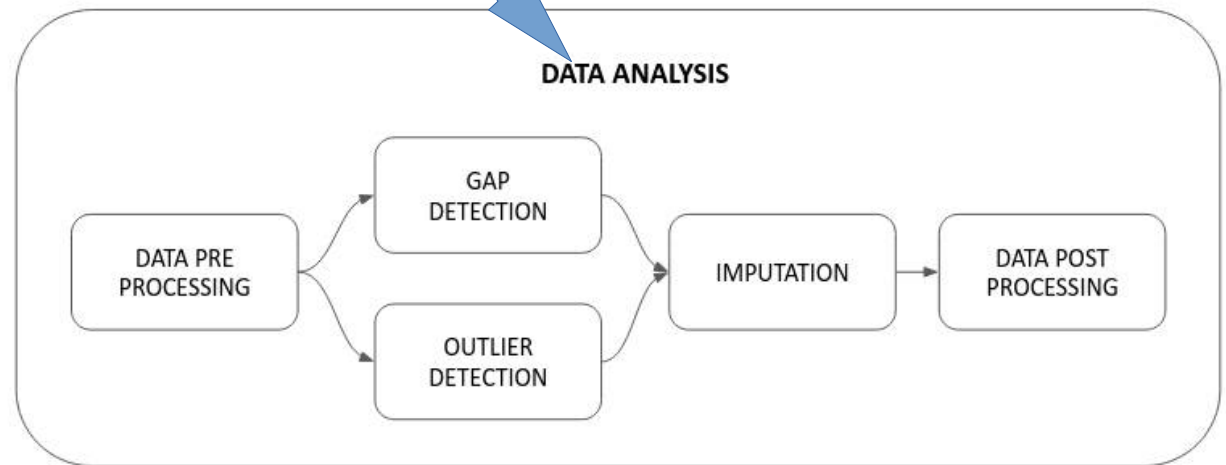 DATA ANALYSIS
GAP
DETECTION
DATA PRE
PROCESSING
OUTLIER
DETECTION
IMPUTATION
DATA POST
PROCESSING